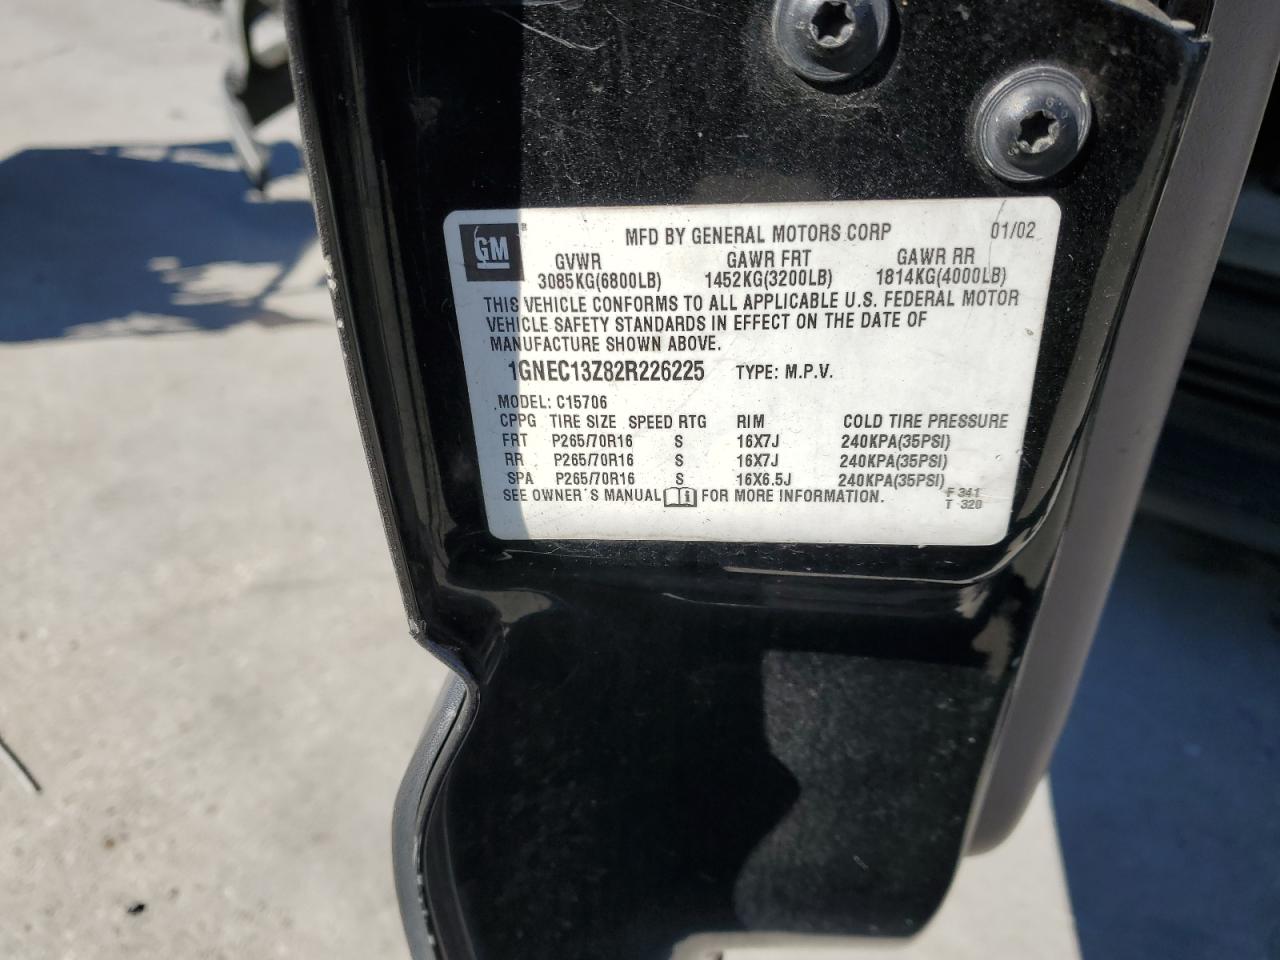 GM
MFD BY GENERAL MOTORS CORP 01/02
GVWR GAWR FRT GAWR RR
3085KG(6800LB) 1452KG(3200LB) 1814KG(4000LB)
THIS VEHICLE CONFORMS TO ALL APPLICABLE U.S. FEDERAL MOTOR
VEHICLE SAFETY STANDARDS IN EFFECT ON THE DATE OF
MANUFACTURE SHOWN ABOVE.
1GNEC13Z82R226225 TYPE: M.P.V.
MODEL: C15706
CPPG TIRE SIZE SPEED RTG RIM COLD TIRE PRESSURE
FRT P265/70R16 S 16X7J 240KPA(35PSI)
RR P265/70R16 S 16X7J 240KPA(35PSI)
SPA P265/70R16 S 16X6.5J 240KPA(35PSI)
SEE OWNER'S MANUAL FOR MORE INFORMATION.
F 341
T 320